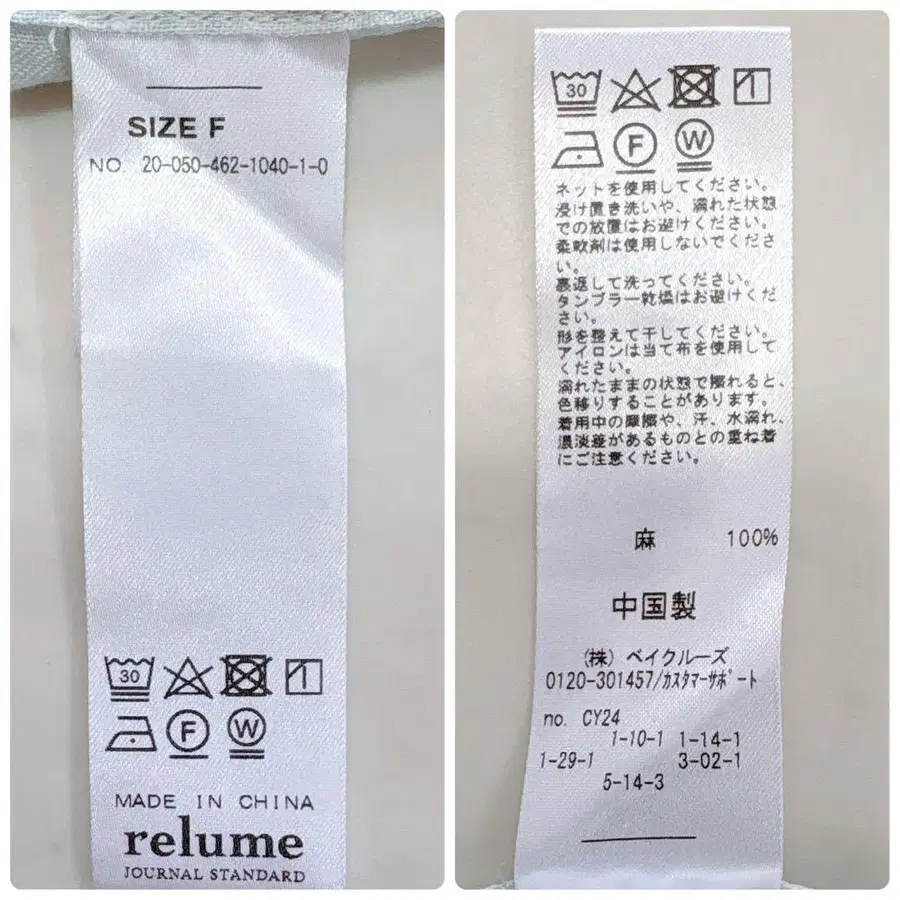 SIZE F
NO. 20-050-462-1040-1-0
30
F
W
MADE IN CHINA
relume
JOURNAL STANDARD
30
F
W
ネットを使用してください。
浸け置き洗いや、濡れた状態
での放置はお避けください。
柔軟剤は使用しないでくださ
い。
裏返して洗ってください。
タンブラー乾燥はお避けくだ
さい。
形を整えて干してください。
アイロンは当て布を使用して
ください。
濡れたままの状態で擦れると、
色移りすることがあります。
着用中の摩擦や、汗、水濡れ、
濃淡差があるものとの重ね着
にご注意ください。
麻 100%
中国製
(株) ベイクルーズ
0120-301457/カスタマーサポート
no. CY24
1-10-1 1-14-1
1-29-1 3-02-1
5-14-3